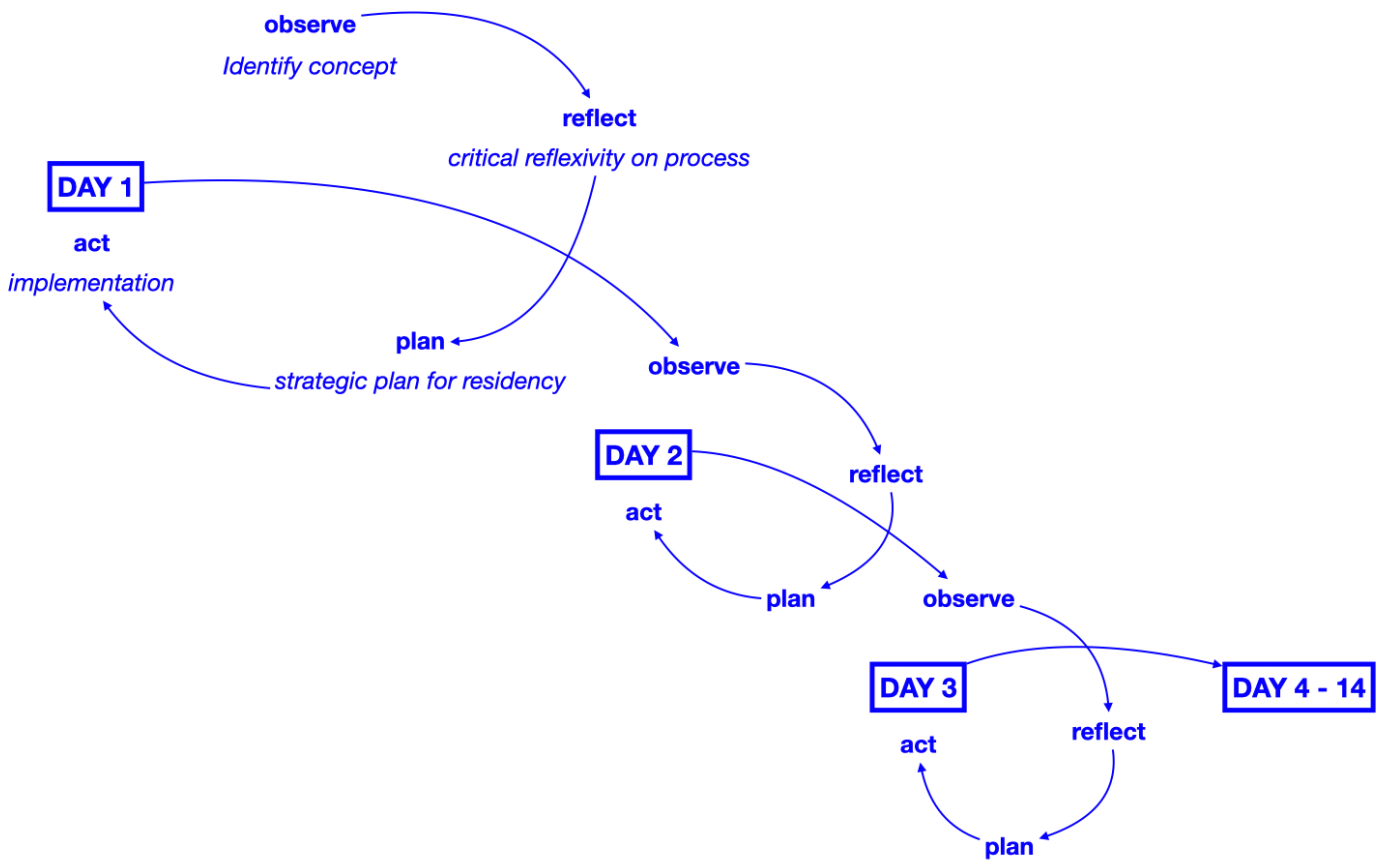 observe
Identify concept
reflect
critical reflexivity on process
DAY 1
act
implementation
plan
strategic plan for residency
observe
DAY 2
reflect
act
plan
observe
DAY 3
DAY 4 - 14
reflect
act
plan